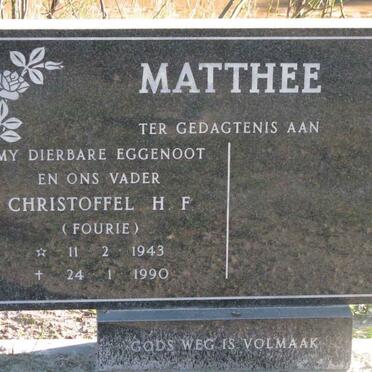 MATTHEE
TER GEDAGTENIS AAN
MY DIERBARE EGGENOOT
EN ONS VADER
CHRISTOFFEL H. F
(FOURIE)
☆ 11 2 1943
✝ 24 1 1990
GODS WEG IS VOLMAAK